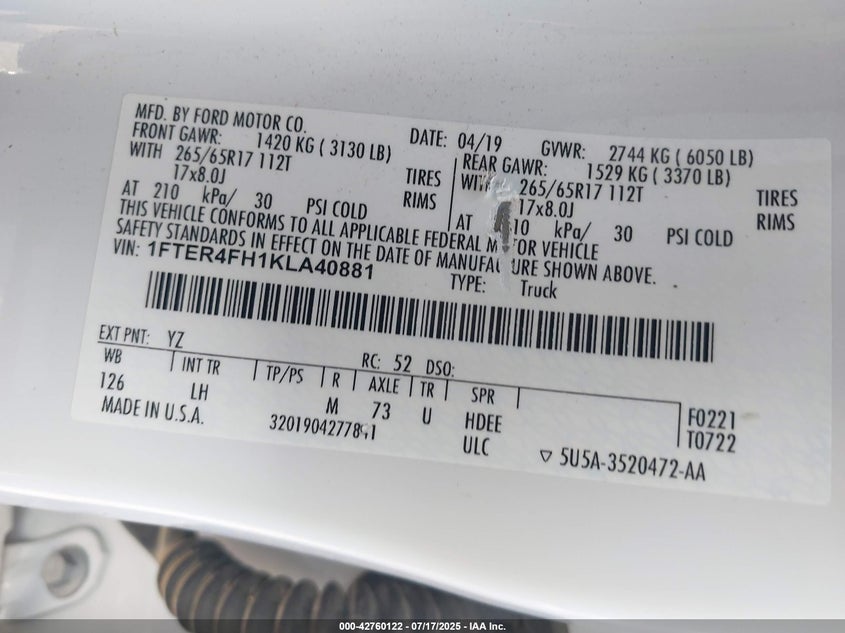 MFD. BY FORD MOTOR CO.
DATE: 04/19
GVWR: 2744 KG ( 6050 LB)
FRONT GAWR: 1420 KG ( 3130 LB)
WITH 265/65R17 112T TIRES
17x8.0J RIMS
AT 210 kPa/ 30 PSI COLD
REAR GAWR: 1529 KG ( 3370 LB)
265/65R17 112T TIRES
17x8.0J RIMS
AT 10 kPa/ 30 PSI COLD
THIS VEHICLE CONFORMS TO ALL APPLICABLE FEDERAL VEHICLE
SAFETY STANDARDS IN EFFECT ON THE DATE OF SHOWN ABOVE.
VIN: 1FTER4FH1KLA40881
TYPE: Truck
EXT PNT: YZ RC: 52 DSO:
WB INT TR TP/PS R AXLE TR SPR
126 LH M 73 U HDEE
ULC
F0221
T0722
MADE IN U.S.A.
▽ 5U5A-3520472-AA
000-42760122 - 07/17/2025 - IAA Inc.